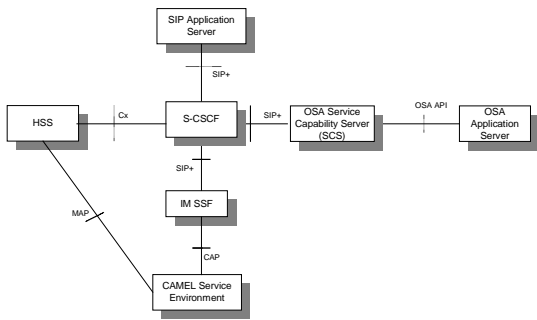 SIP Application
Server
SIP+
HSS
Cx
S-CSCF
SIP+
OSA Service
Capability Server
(SCS)
OSA API
OSA
Application
Server
SIP+
IM SSF
MAP
CAP
CAMEL Service
Environment